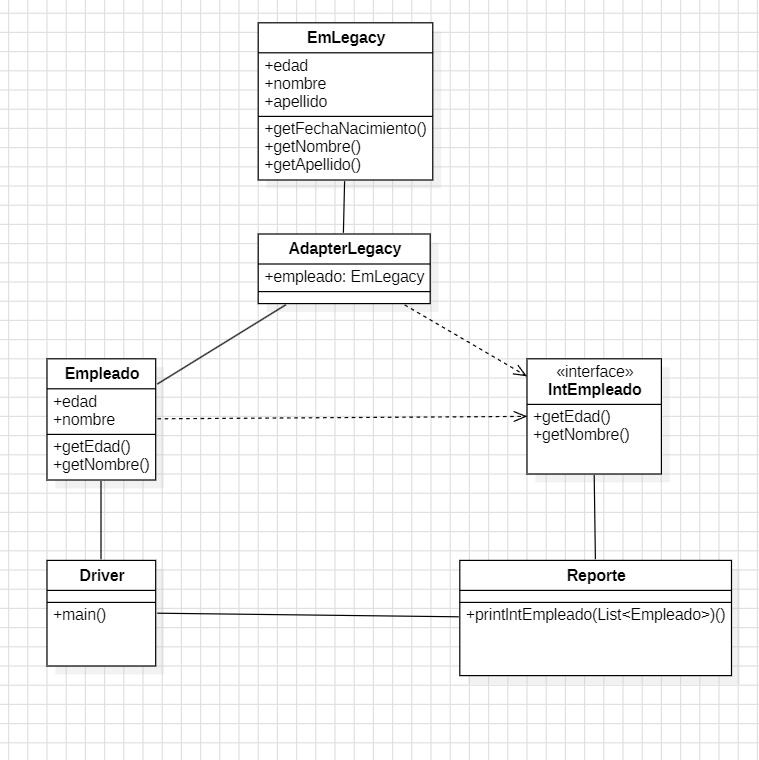 EmLegacy
+edad
+nombre
+apellido
+getFechaNacimiento()
+getNombre()
+getApellido()
AdapterLegacy
+empleado: EmLegacy
Empleado
+edad
+nombre
+getEdad()
+getNombre()
«interface»
IntEmpleado
+getEdad()
+getNombre()
Driver
+main()
Reporte
+printIntEmpleado(List<Empleado>)()